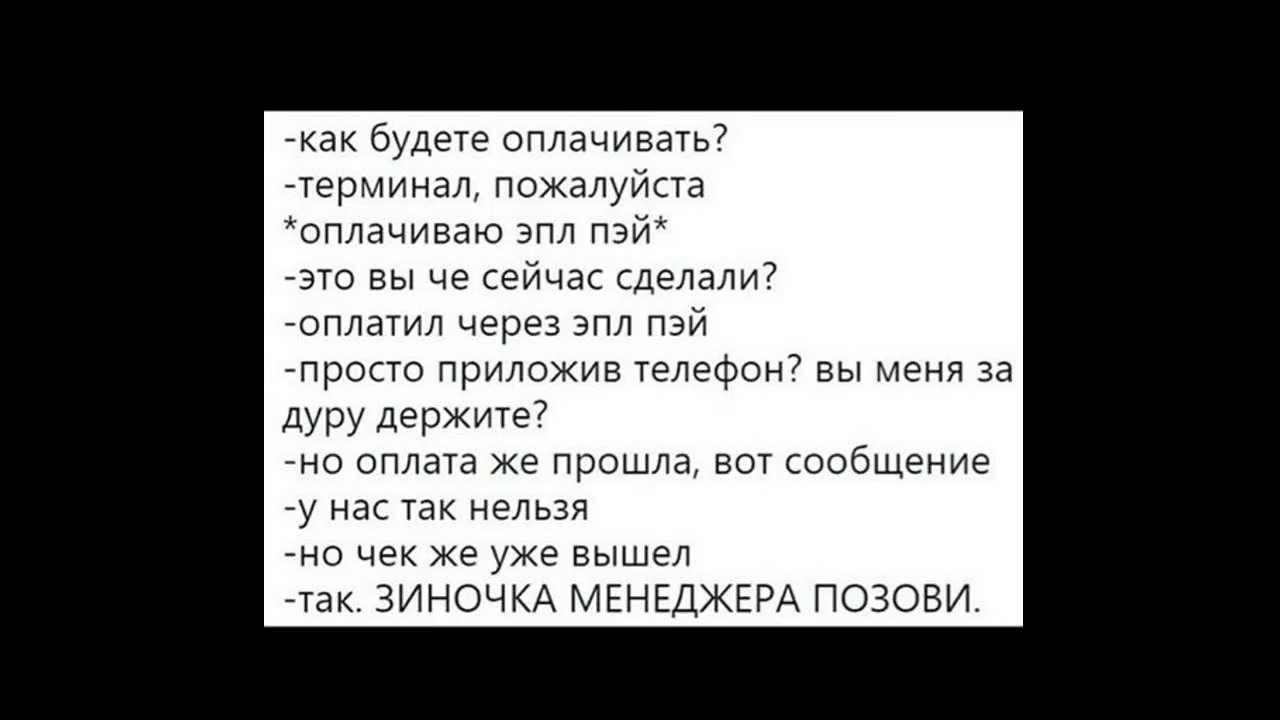 -как будете оплачивать?
-терминал, пожалуйста
*оплачиваю эпл пэй*
-это вы че сейчас сделали?
-оплатил через эпл пэй
-просто приложив телефон? вы меня за
дуру держите?
-но оплата же прошла, вот сообщение
-у нас так нельзя
-но чек же уже вышел
-так. ЗИНОЧКА МЕНЕДЖЕРА ПОЗОВИ.